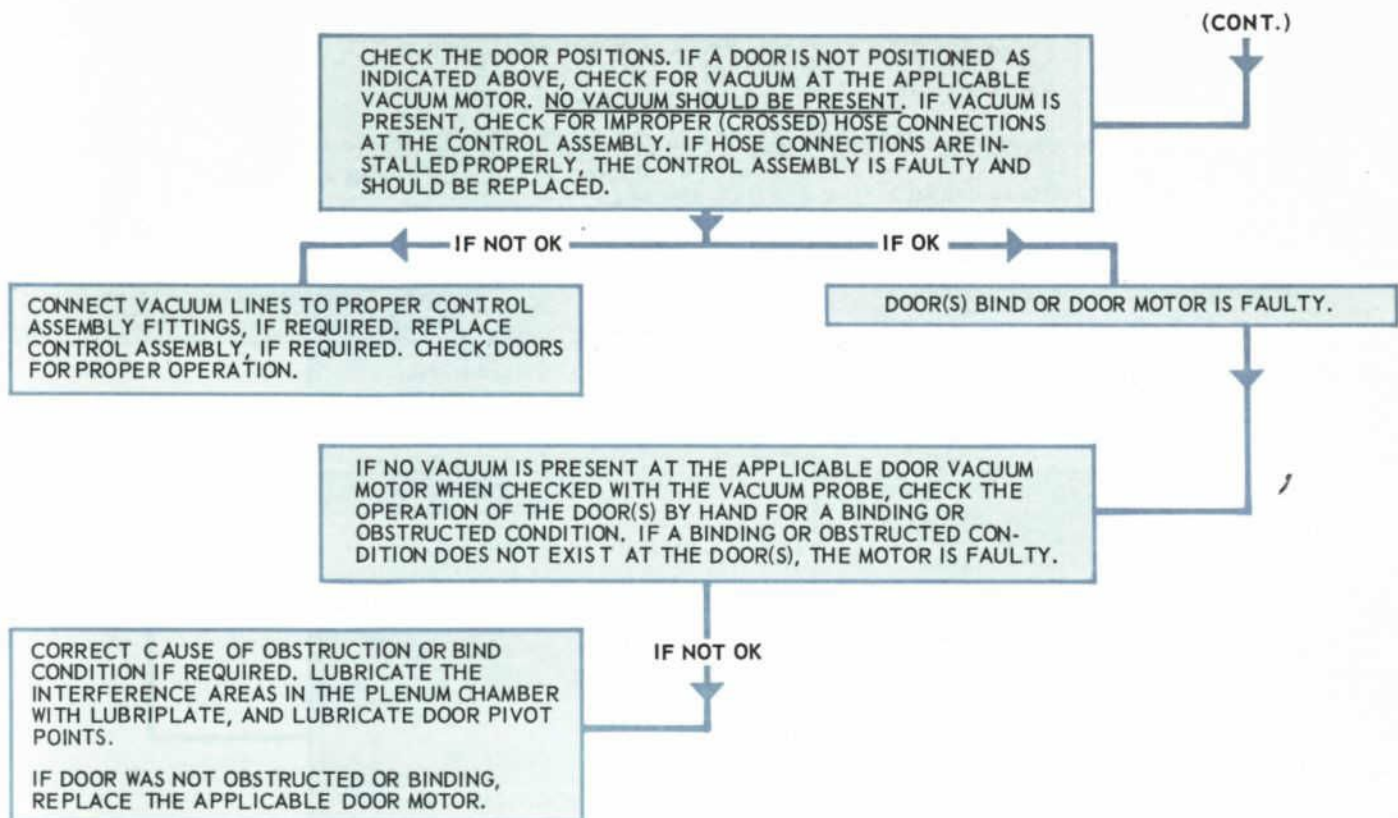 (CONT.)
CHECK THE DOOR POSITIONS. IF A DOOR IS NOT POSITIONED AS
INDICATED ABOVE, CHECK FOR VACUUM AT THE APPLICABLE
VACUUM MOTOR. NO VACUUM SHOULD BE PRESENT. IF VACUUM IS
PRESENT, CHECK FOR IMPROPER (CROSSED) HOSE CONNECTIONS
AT THE CONTROL ASSEMBLY. IF HOSE CONNECTIONS ARE IN-
STALLED PROPERLY, THE CONTROL ASSEMBLY IS FAULTY AND
SHOULD BE REPLACED.
IF NOT OK
IF OK
CONNECT VACUUM LINES TO PROPER CONTROL
ASSEMBLY FITTINGS, IF REQUIRED. REPLACE
CONTROL ASSEMBLY, IF REQUIRED. CHECK DOORS
FOR PROPER OPERATION.
DOOR(S) BIND OR DOOR MOTOR IS FAULTY.
IF NO VACUUM IS PRESENT AT THE APPLICABLE DOOR VACUUM
MOTOR WHEN CHECKED WITH THE VACUUM PROBE, CHECK THE
OPERATION OF THE DOOR(S) BY HAND FOR A BINDING OR
OBSTRUCTED CONDITION. IF A BINDING OR OBSTRUCTED CON-
DITION DOES NOT EXIST AT THE DOOR(S), THE MOTOR IS FAULTY.
IF NOT OK
CORRECT CAUSE OF OBSTRUCTION OR BIND
CONDITION IF REQUIRED. LUBRICATE THE
INTERFERENCE AREAS IN THE PLENUM CHAMBER
WITH LUBRIPLATE, AND LUBRICATE DOOR PIVOT
POINTS.
IF DOOR WAS NOT OBSTRUCTED OR BINDING,
REPLACE THE APPLICABLE DOOR MOTOR.